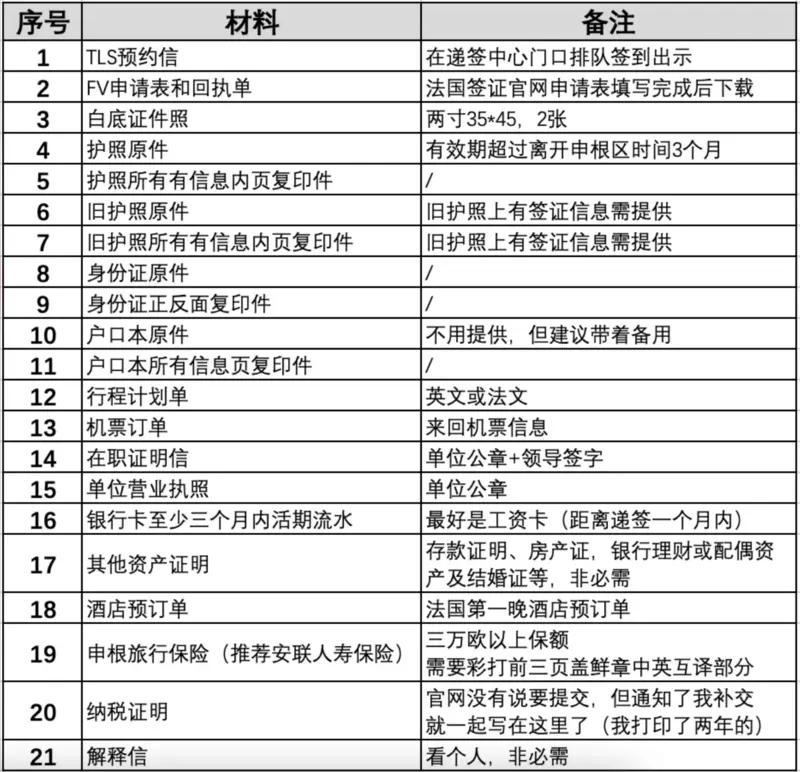 序号 材料 备注
1 TLS预约信 在递签中心门口排队签到出示
2 FV申请表和回执单 法国签证官网申请表填写完成后下载
3 白底证件照 两寸35*45，2张
4 护照原件 有效期超过离开申根区时间3个月
5 护照所有有信息内页复印件 /
6 旧护照原件 旧护照上有签证信息需提供
7 旧护照所有有信息内页复印件 旧护照上有签证信息需提供
8 身份证原件 /
9 身份证正反面复印件 /
10 户口本原件 不用提供，但建议带着备用
11 户口本所有信息页复印件 /
12 行程计划单 英文或法文
13 机票订单 来回机票信息
14 在职证明信 单位公章+领导签字
15 单位营业执照 单位公章
16 银行卡至少三个月内活期流水 最好是工资卡（距离递签一个月内）
17 其他资产证明 存款证明、房产证，银行理财或配偶资
产及结婚证等，非必需
18 酒店预订单 法国第一晚酒店预订单
19 申根旅行保险（推荐安联人寿保险） 三万欧以上保额
需要彩打前三页盖鲜章中英互译部分
20 纳税证明 官网没有说要提交，但通知了我补交
就一起写在这里了（我打印了两年的）
21 解释信 看个人，非必需